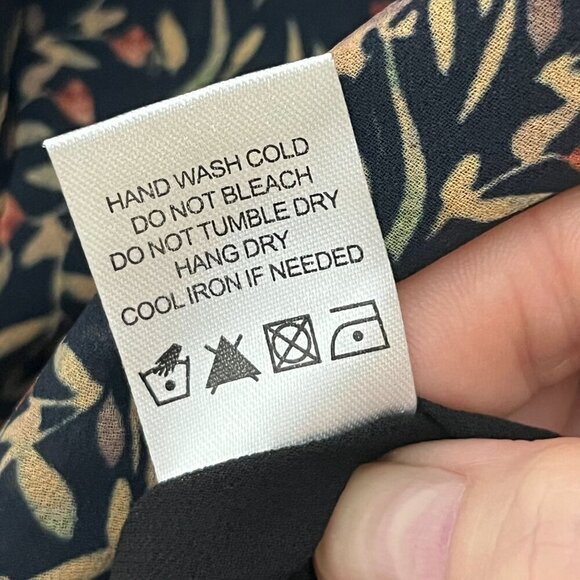 HAND WASH COLD
DO NOT BLEACH
DO NOT TUMBLE DRY
HANG DRY
COOL IRON IF NEEDED